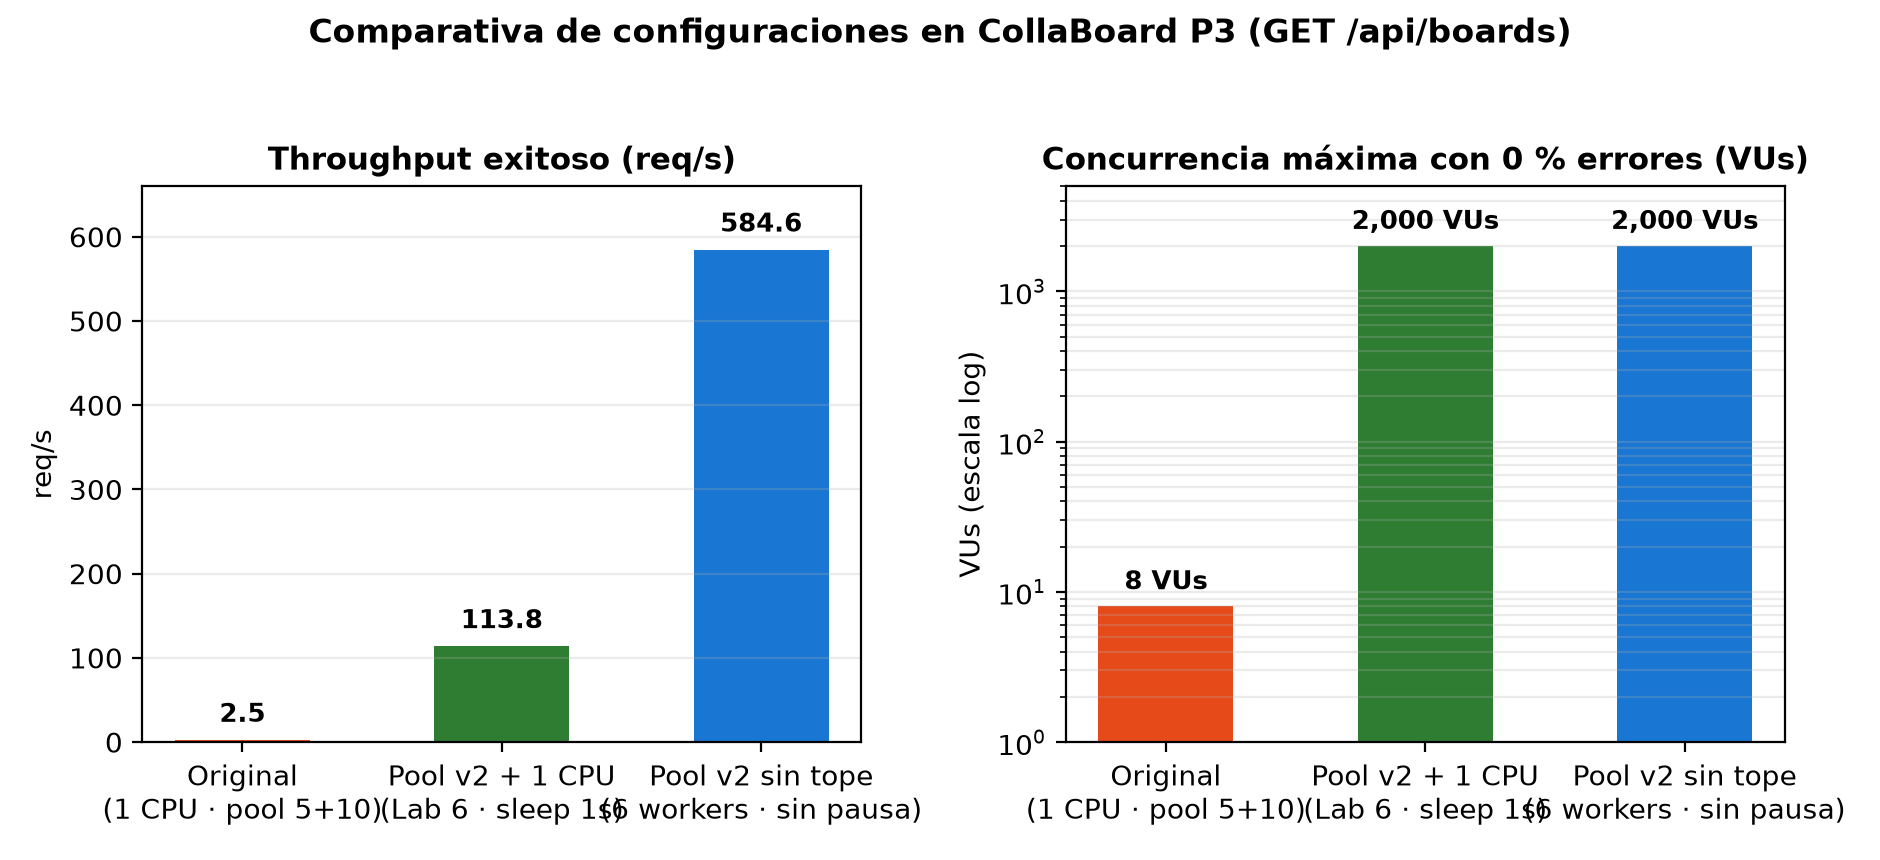 Comparativa de configuraciones en CollaBoard P3 (GET /api/boards)
Throughput exitoso (req/s)
req/s
600
500
400
300
200
100
0
2.5
113.8
584.6
Original
(1 CPU · pool 5+10)
Pool v2 + 1 CPU
(Lab 6 · sleep 1s)
Pool v2 sin tope
(6 workers · sin pausa)
Concurrencia máxima con 0 % errores (VUs)
VUs (escala log)
10³
10²
10¹
10⁰
8 VUs
2,000 VUs
2,000 VUs
Original
(1 CPU · pool 5+10)
Pool v2 + 1 CPU
(Lab 6 · sleep 1s)
Pool v2 sin tope
(6 workers · sin pausa)